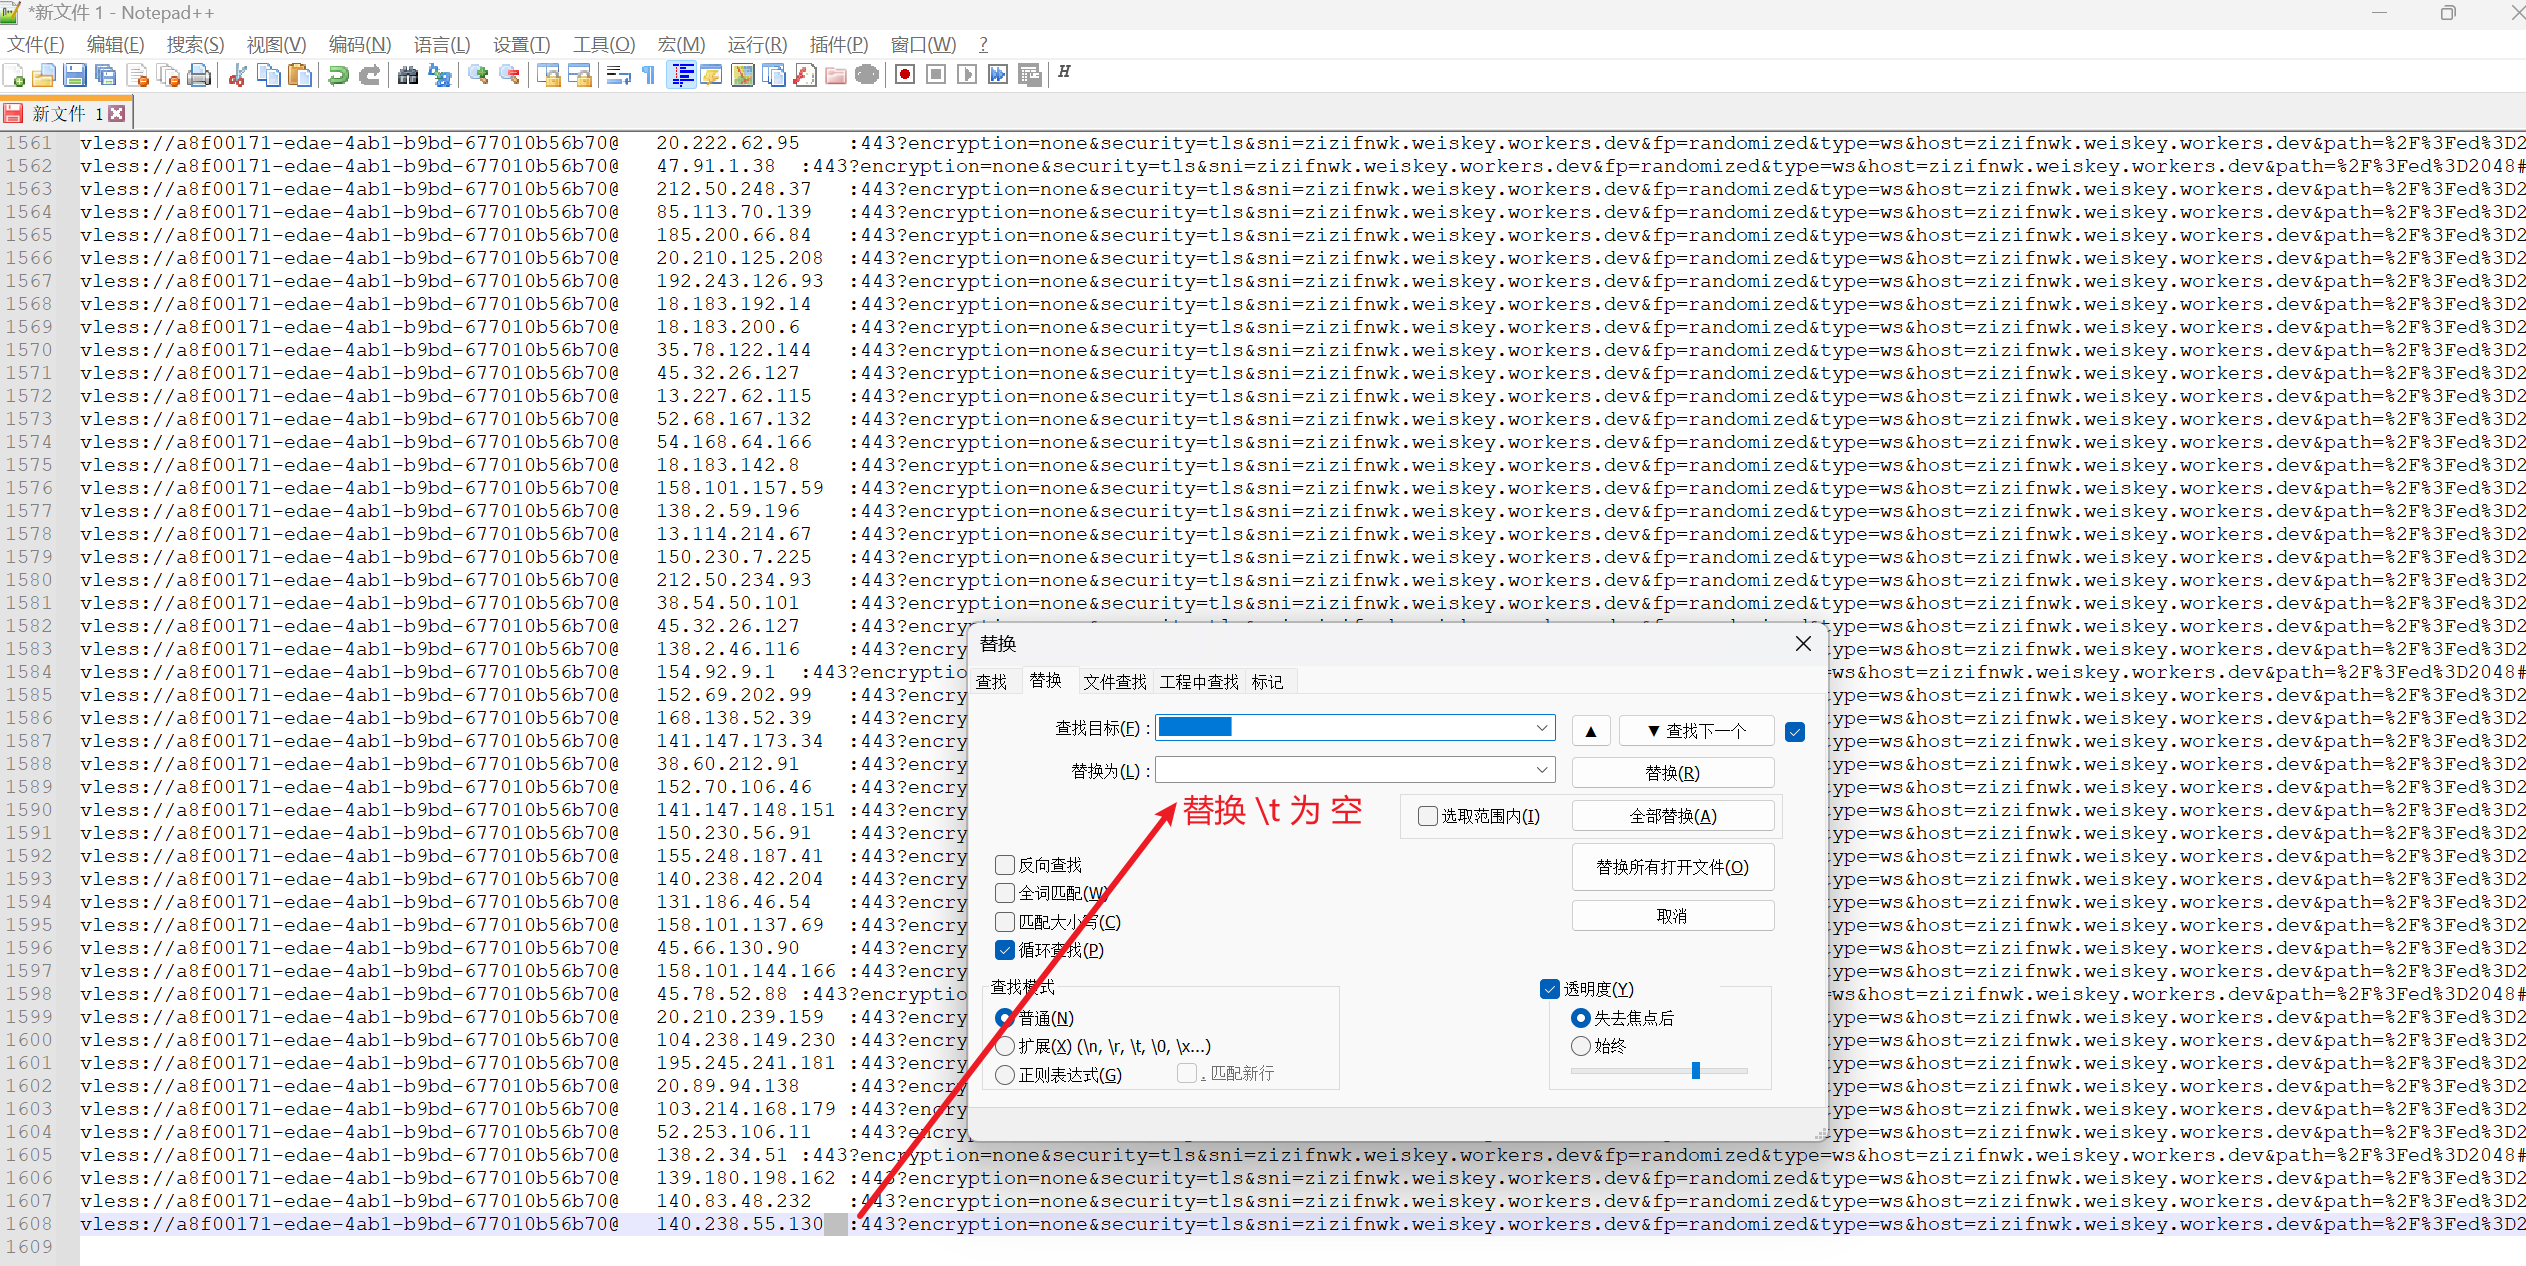 *新文件 1 - Notepad++
文件(F) 编辑(E) 搜索(S) 视图(V) 编码(N) 语言(L) 设置(T) 工具(O) 宏(M) 运行(R) 插件(P) 窗口(W) ?
新文件 1
1561 vless://a8f00171-edae-4ab1-b9bd-677010b56b70@ 20.222.62.95 :443?encryption=none&security=tls&sni=zizifnwk.weiskey.workers.dev&fp=randomized&type=ws&host=zizifnwk.weiskey.workers.dev&path=%2F%3Fed%3D2
1562 vless://a8f00171-edae-4ab1-b9bd-677010b56b70@ 47.91.1.38 :443?encryption=none&security=tls&sni=zizifnwk.weiskey.workers.dev&fp=randomized&type=ws&host=zizifnwk.weiskey.workers.dev&path=%2F%3Fed%3D2048#
1563 vless://a8f00171-edae-4ab1-b9bd-677010b56b70@ 212.50.248.37 :443?encryption=none&security=tls&sni=zizifnwk.weiskey.workers.dev&fp=randomized&type=ws&host=zizifnwk.weiskey.workers.dev&path=%2F%3Fed%3D2
1564 vless://a8f00171-edae-4ab1-b9bd-677010b56b70@ 85.113.70.139 :443?encryption=none&security=tls&sni=zizifnwk.weiskey.workers.dev&fp=randomized&type=ws&host=zizifnwk.weiskey.workers.dev&path=%2F%3Fed%3D2
1565 vless://a8f00171-edae-4ab1-b9bd-677010b56b70@ 185.200.66.84 :443?encryption=none&security=tls&sni=zizifnwk.weiskey.workers.dev&fp=randomized&type=ws&host=zizifnwk.weiskey.workers.dev&path=%2F%3Fed%3D2
1566 vless://a8f00171-edae-4ab1-b9bd-677010b56b70@ 20.210.125.208 :443?encryption=none&security=tls&sni=zizifnwk.weiskey.workers.dev&fp=randomized&type=ws&host=zizifnwk.weiskey.workers.dev&path=%2F%3Fed%3D2
1567 vless://a8f00171-edae-4ab1-b9bd-677010b56b70@ 192.243.126.93 :443?encryption=none&security=tls&sni=zizifnwk.weiskey.workers.dev&fp=randomized&type=ws&host=zizifnwk.weiskey.workers.dev&path=%2F%3Fed%3D2
1568 vless://a8f00171-edae-4ab1-b9bd-677010b56b70@ 18.183.192.14 :443?encryption=none&security=tls&sni=zizifnwk.weiskey.workers.dev&fp=randomized&type=ws&host=zizifnwk.weiskey.workers.dev&path=%2F%3Fed%3D2
1569 vless://a8f00171-edae-4ab1-b9bd-677010b56b70@ 18.183.200.6 :443?encryption=none&security=tls&sni=zizifnwk.weiskey.workers.dev&fp=randomized&type=ws&host=zizifnwk.weiskey.workers.dev&path=%2F%3Fed%3D2
1570 vless://a8f00171-edae-4ab1-b9bd-677010b56b70@ 35.78.122.144 :443?encryption=none&security=tls&sni=zizifnwk.weiskey.workers.dev&fp=randomized&type=ws&host=zizifnwk.weiskey.workers.dev&path=%2F%3Fed%3D2
1571 vless://a8f00171-edae-4ab1-b9bd-677010b56b70@ 45.32.26.127 :443?encryption=none&security=tls&sni=zizifnwk.weiskey.workers.dev&fp=randomized&type=ws&host=zizifnwk.weiskey.workers.dev&path=%2F%3Fed%3D2
1572 vless://a8f00171-edae-4ab1-b9bd-677010b56b70@ 13.227.62.115 :443?encryption=none&security=tls&sni=zizifnwk.weiskey.workers.dev&fp=randomized&type=ws&host=zizifnwk.weiskey.workers.dev&path=%2F%3Fed%3D2
1573 vless://a8f00171-edae-4ab1-b9bd-677010b56b70@ 52.68.167.132 :443?encryption=none&security=tls&sni=zizifnwk.weiskey.workers.dev&fp=randomized&type=ws&host=zizifnwk.weiskey.workers.dev&path=%2F%3Fed%3D2
1574 vless://a8f00171-edae-4ab1-b9bd-677010b56b70@ 54.168.64.166 :443?encryption=none&security=tls&sni=zizifnwk.weiskey.workers.dev&fp=randomized&type=ws&host=zizifnwk.weiskey.workers.dev&path=%2F%3Fed%3D2
1575 vless://a8f00171-edae-4ab1-b9bd-677010b56b70@ 18.183.142.8 :443?encryption=none&security=tls&sni=zizifnwk.weiskey.workers.dev&fp=randomized&type=ws&host=zizifnwk.weiskey.workers.dev&path=%2F%3Fed%3D2
1576 vless://a8f00171-edae-4ab1-b9bd-677010b56b70@ 158.101.157.59 :443?encryption=none&security=tls&sni=zizifnwk.weiskey.workers.dev&fp=randomized&type=ws&host=zizifnwk.weiskey.workers.dev&path=%2F%3Fed%3D2
1577 vless://a8f00171-edae-4ab1-b9bd-677010b56b70@ 138.2.59.196 :443?encryption=none&security=tls&sni=zizifnwk.weiskey.workers.dev&fp=randomized&type=ws&host=zizifnwk.weiskey.workers.dev&path=%2F%3Fed%3D2
1578 vless://a8f00171-edae-4ab1-b9bd-677010b56b70@ 13.114.214.67 :443?encryption=none&security=tls&sni=zizifnwk.weiskey.workers.dev&fp=randomized&type=ws&host=zizifnwk.weiskey.workers.dev&path=%2F%3Fed%3D2
1579 vless://a8f00171-edae-4ab1-b9bd-677010b56b70@ 150.230.7.225 :443?encryption=none&security=tls&sni=zizifnwk.weiskey.workers.dev&fp=randomized&type=ws&host=zizifnwk.weiskey.workers.dev&path=%2F%3Fed%3D2
1580 vless://a8f00171-edae-4ab1-b9bd-677010b56b70@ 212.50.234.93 :443?encryption=none&security=tls&sni=zizifnwk.weiskey.workers.dev&fp=randomized&type=ws&host=zizifnwk.weiskey.workers.dev&path=%2F%3Fed%3D2
1581 vless://a8f00171-edae-4ab1-b9bd-677010b56b70@ 38.54.50.101 :443?encryption=none&security=tls&sni=zizifnwk.weiskey.workers.dev&fp=randomized&type=ws&host=zizifnwk.weiskey.workers.dev&path=%2F%3Fed%3D2
1582 vless://a8f00171-edae-4ab1-b9bd-677010b56b70@ 45.32.26.127 :443?encry ype=ws&host=zizifnwk.weiskey.workers.dev&path=%2F%3Fed%3D2
1583 vless://a8f00171-edae-4ab1-b9bd-677010b56b70@ 138.2.46.116 :443?encry ype=ws&host=zizifnwk.weiskey.workers.dev&path=%2F%3Fed%3D2
1584 vless://a8f00171-edae-4ab1-b9bd-677010b56b70@ 154.92.9.1 :443?encryptio ws&host=zizifnwk.weiskey.workers.dev&path=%2F%3Fed%3D2048#
1585 vless://a8f00171-edae-4ab1-b9bd-677010b56b70@ 152.69.202.99 :443?encry ype=ws&host=zizifnwk.weiskey.workers.dev&path=%2F%3Fed%3D2
1586 vless://a8f00171-edae-4ab1-b9bd-677010b56b70@ 168.138.52.39 :443?encry ype=ws&host=zizifnwk.weiskey.workers.dev&path=%2F%3Fed%3D2
1587 vless://a8f00171-edae-4ab1-b9bd-677010b56b70@ 141.147.173.34 :443?encry ype=ws&host=zizifnwk.weiskey.workers.dev&path=%2F%3Fed%3D2
1588 vless://a8f00171-edae-4ab1-b9bd-677010b56b70@ 38.60.212.91 :443?encry ype=ws&host=zizifnwk.weiskey.workers.dev&path=%2F%3Fed%3D2
1589 vless://a8f00171-edae-4ab1-b9bd-677010b56b70@ 152.70.106.46 :443?encry ype=ws&host=zizifnwk.weiskey.workers.dev&path=%2F%3Fed%3D2
1590 vless://a8f00171-edae-4ab1-b9bd-677010b56b70@ 141.147.148.151 :443?encry ype=ws&host=zizifnwk.weiskey.workers.dev&path=%2F%3Fed%3D2
1591 vless://a8f00171-edae-4ab1-b9bd-677010b56b70@ 150.230.56.91 :443?encry ype=ws&host=zizifnwk.weiskey.workers.dev&path=%2F%3Fed%3D2
1592 vless://a8f00171-edae-4ab1-b9bd-677010b56b70@ 155.248.187.41 :443?encry ype=ws&host=zizifnwk.weiskey.workers.dev&path=%2F%3Fed%3D2
1593 vless://a8f00171-edae-4ab1-b9bd-677010b56b70@ 140.238.42.204 :443?encry ype=ws&host=zizifnwk.weiskey.workers.dev&path=%2F%3Fed%3D2
1594 vless://a8f00171-edae-4ab1-b9bd-677010b56b70@ 131.186.46.54 :443?encry ype=ws&host=zizifnwk.weiskey.workers.dev&path=%2F%3Fed%3D2
1595 vless://a8f00171-edae-4ab1-b9bd-677010b56b70@ 158.101.137.69 :443?encry ype=ws&host=zizifnwk.weiskey.workers.dev&path=%2F%3Fed%3D2
1596 vless://a8f00171-edae-4ab1-b9bd-677010b56b70@ 45.66.130.90 :443?encry ype=ws&host=zizifnwk.weiskey.workers.dev&path=%2F%3Fed%3D2
1597 vless://a8f00171-edae-4ab1-b9bd-677010b56b70@ 158.101.144.166 :443?encry ype=ws&host=zizifnwk.weiskey.workers.dev&path=%2F%3Fed%3D2
1598 vless://a8f00171-edae-4ab1-b9bd-677010b56b70@ 45.78.52.88 :443?encryptio ws&host=zizifnwk.weiskey.workers.dev&path=%2F%3Fed%3D2048#
1599 vless://a8f00171-edae-4ab1-b9bd-677010b56b70@ 20.210.239.159 :443?encry ype=ws&host=zizifnwk.weiskey.workers.dev&path=%2F%3Fed%3D2
1600 vless://a8f00171-edae-4ab1-b9bd-677010b56b70@ 104.238.149.230 :443?encry ype=ws&host=zizifnwk.weiskey.workers.dev&path=%2F%3Fed%3D2
1601 vless://a8f00171-edae-4ab1-b9bd-677010b56b70@ 195.245.241.181 :443?encry ype=ws&host=zizifnwk.weiskey.workers.dev&path=%2F%3Fed%3D2
1602 vless://a8f00171-edae-4ab1-b9bd-677010b56b70@ 20.89.94.138 :443?encry ype=ws&host=zizifnwk.weiskey.workers.dev&path=%2F%3Fed%3D2
1603 vless://a8f00171-edae-4ab1-b9bd-677010b56b70@ 103.214.168.179 :443?encry ype=ws&host=zizifnwk.weiskey.workers.dev&path=%2F%3Fed%3D2
1604 vless://a8f00171-edae-4ab1-b9bd-677010b56b70@ 52.253.106.11 :443?encry ype=ws&host=zizifnwk.weiskey.workers.dev&path=%2F%3Fed%3D2
1605 vless://a8f00171-edae-4ab1-b9bd-677010b56b70@ 138.2.34.51 :443?encryption=none&security=tls&sni=zizifnwk.weiskey.workers.dev&fp=randomized&type=ws&host=zizifnwk.weiskey.workers.dev&path=%2F%3Fed%3D2048#
1606 vless://a8f00171-edae-4ab1-b9bd-677010b56b70@ 139.180.198.162 :443?encryption=none&security=tls&sni=zizifnwk.weiskey.workers.dev&fp=randomized&type=ws&host=zizifnwk.weiskey.workers.dev&path=%2F%3Fed%3D2
1607 vless://a8f00171-edae-4ab1-b9bd-677010b56b70@ 140.83.48.232 :443?encryption=none&security=tls&sni=zizifnwk.weiskey.workers.dev&fp=randomized&type=ws&host=zizifnwk.weiskey.workers.dev&path=%2F%3Fed%3D2
1608 vless://a8f00171-edae-4ab1-b9bd-677010b56b70@ 140.238.55.130 :443?encryption=none&security=tls&sni=zizifnwk.weiskey.workers.dev&fp=randomized&type=ws&host=zizifnwk.weiskey.workers.dev&path=%2F%3Fed%3D2
1609
替换
查找 替换 文件查找 工程中查找 标记
查找目标(F) : ▲ ▼ 查找下一个
替换为(L) : 替换(R)
替换 \t 为 空
选取范围内(I) 全部替换(A)
替换所有打开文件(O)
反向查找
全词匹配(W)
取消
匹配大小写(C)
循环查找(P)
查找模式
普通(N)
扩展(X) (\n, \r, \t, \0, \x...)
正则表达式(G) . 匹配新行
透明度(Y)
失去焦点后
始终